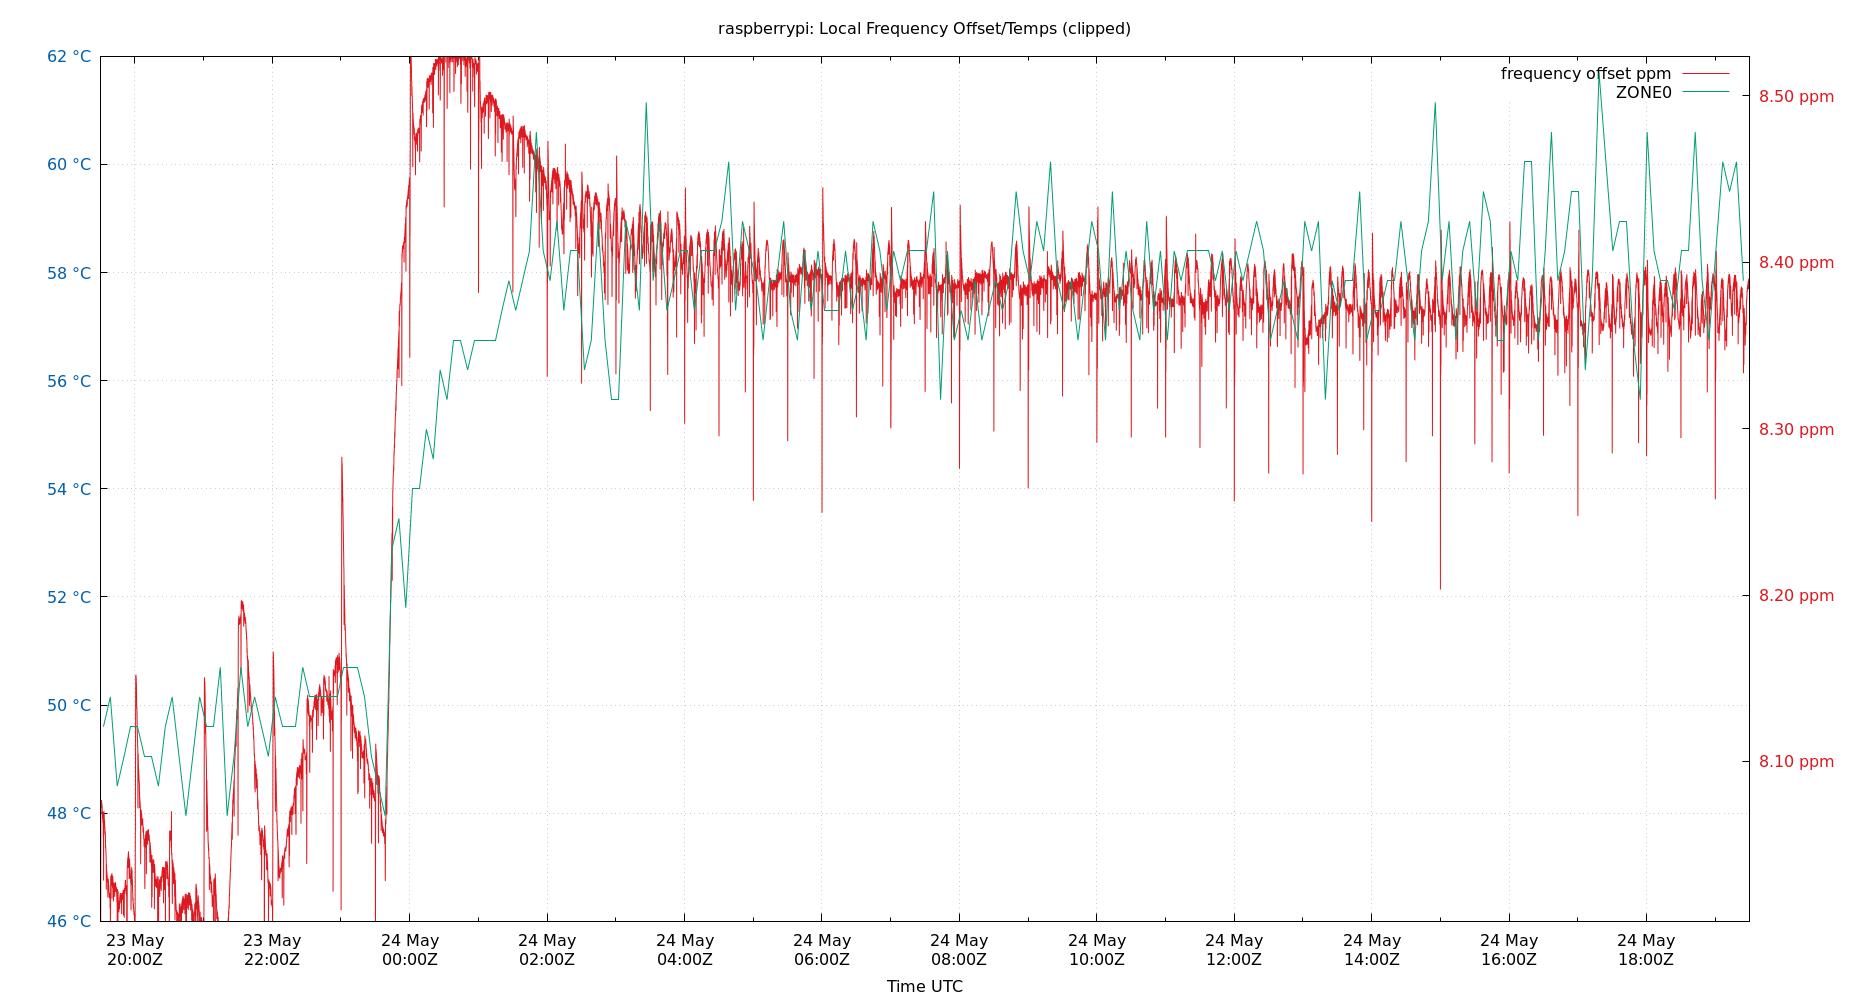 raspberrypi: Local Frequency Offset/Temps (clipped)
62 °C
60 °C
58 °C
56 °C
54 °C
52 °C
50 °C
48 °C
46 °C
frequency offset ppm
ZONE0
8.50 ppm
8.40 ppm
8.30 ppm
8.20 ppm
8.10 ppm
23 May 23 May 24 May 24 May 24 May 24 May 24 May 24 May 24 May 24 May 24 May 24 May
20:00Z 22:00Z 00:00Z 02:00Z 04:00Z 06:00Z 08:00Z 10:00Z 12:00Z 14:00Z 16:00Z 18:00Z
Time UTC